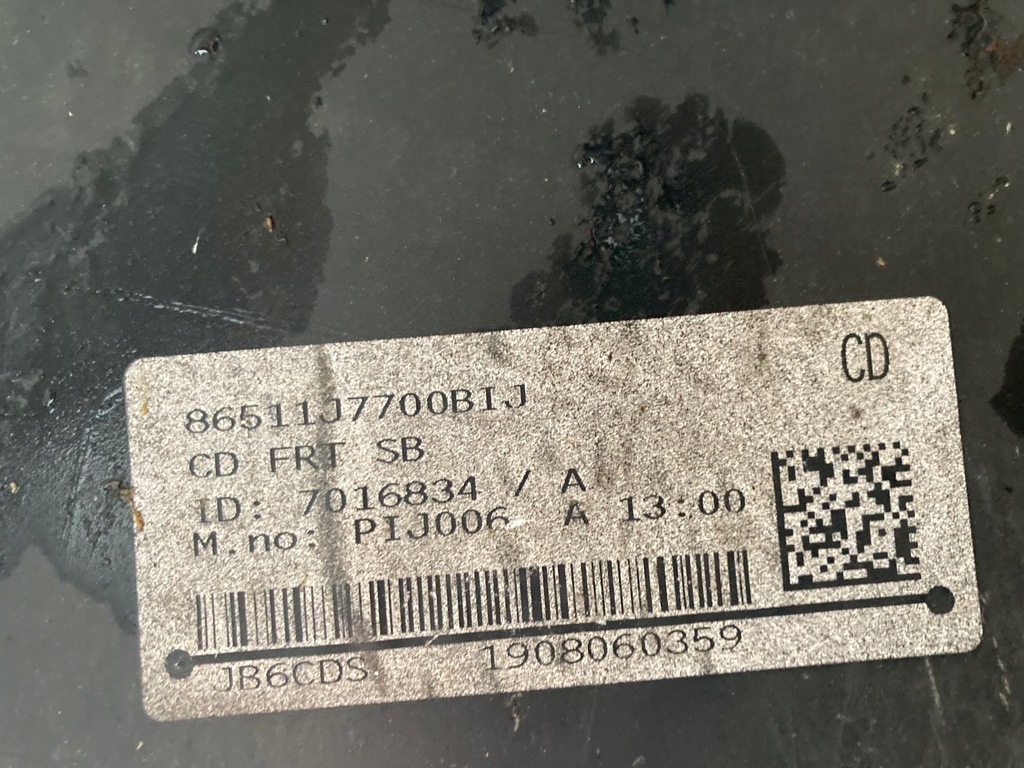 CD
86511J7700BIJ
CD FRT SB
ID: 7016834 / A
M.no: PIJ006 A 13:00
JB6CDS 1908060359